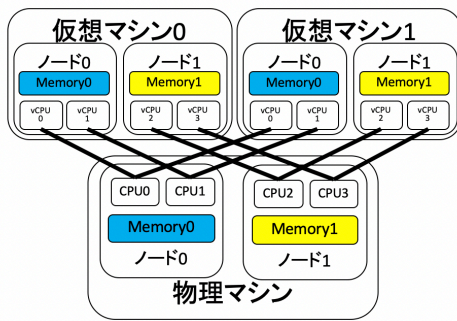 仮想マシン0
仮想マシン1
ノード0
ノード1
ノード0
ノード1
Memory0
Memory1
Memory0
Memory1
vCPU
0
vCPU
1
vCPU
2
vCPU
3
vCPU
0
vCPU
1
vCPU
2
vCPU
3
CPU0
CPU1
CPU2
CPU3
Memory0
Memory1
ノード0
ノード1
物理マシン